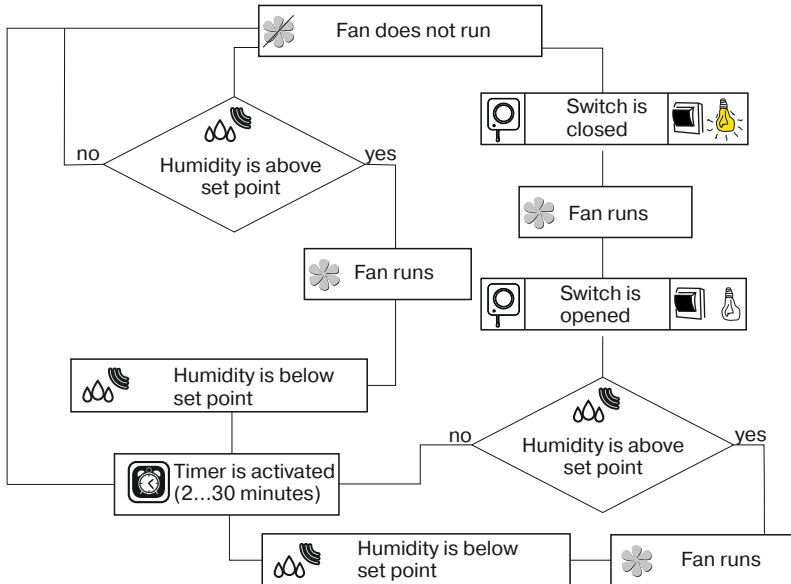 Fan does not run
Switch is
closed
no
Humidity is above
set point
yes
Fan runs
Fan runs
Switch is
opened
Humidity is below
set point
no
Humidity is above
set point
yes
Timer is activated
(2...30 minutes)
Humidity is below
set point
Fan runs